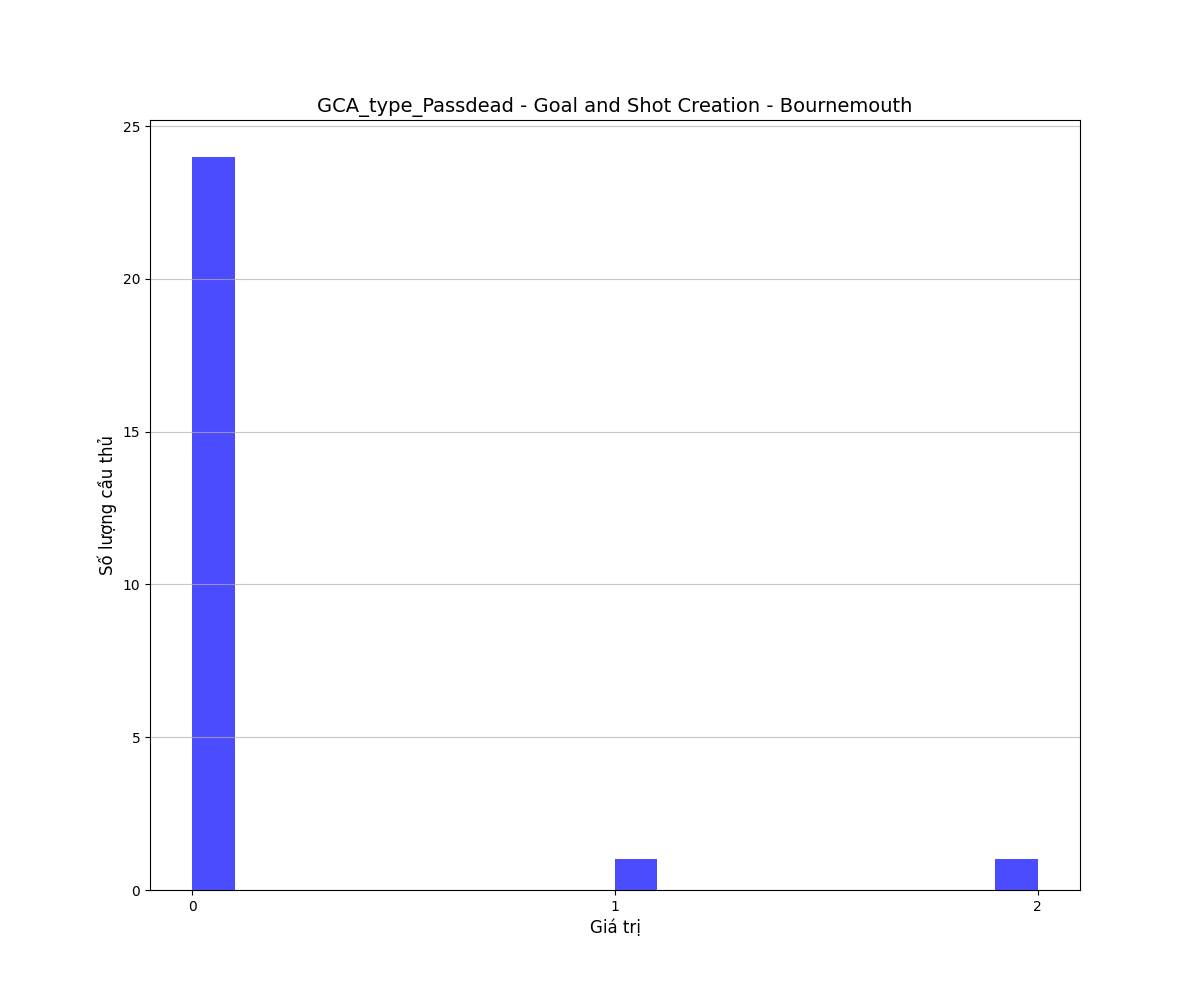 GCA_type_Passdead - Goal and Shot Creation - Bournemouth
25
20
15
10
5
0
Số lượng cầu thủ
0 1 2
Giá trị